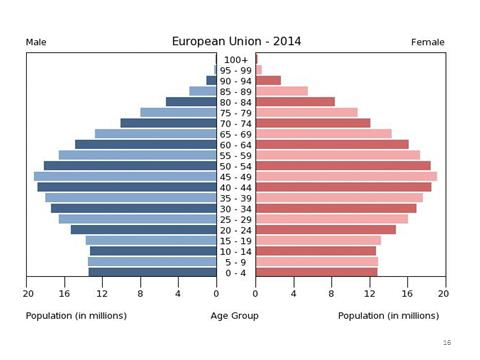 European Union - 2014
Male
Female
100+
95 - 99
90 - 94
85 - 89
80 - 84
75 - 79
70 - 74
65 - 69
60 - 64
55 - 59
50 - 54
45 - 49
40 - 44
35 - 39
30 - 34
25 - 29
20 - 24
15 - 19
10 - 14
5 - 9
0 - 4
20 16 12 8 4 0 0 4 8 12 16 20
Population (in millions) Age Group Population (in millions)
16